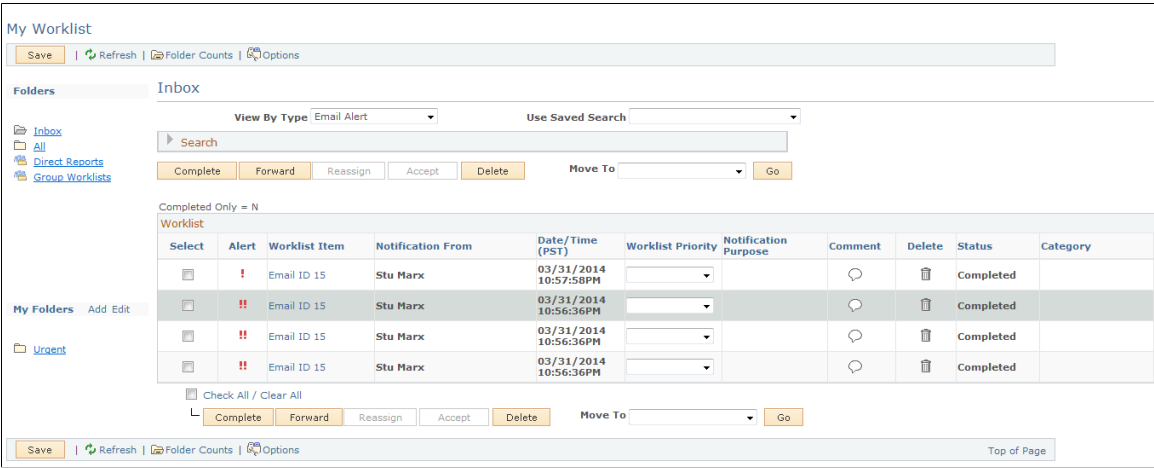 My Worklist
Save | Refresh | Folder Counts | Options
Folders
Inbox
All
Direct Reports
Group Worklists
My Folders Add Edit
Urgent
Inbox
View By Type Email Alert Use Saved Search
Search
Complete Forward Reassign Accept Delete Move To Go
Completed Only = N
Worklist
Select Alert Worklist Item Notification From Date/Time (PST) Worklist Priority Notification Purpose Comment Delete Status Category
! Email ID 15 Stu Marx 03/31/2014 10:57:58PM Completed
!! Email ID 15 Stu Marx 03/31/2014 10:56:36PM Completed
!! Email ID 15 Stu Marx 03/31/2014 10:56:36PM Completed
!! Email ID 15 Stu Marx 03/31/2014 10:56:36PM Completed
Check All / Clear All
Complete Forward Reassign Accept Delete Move To Go
Save | Refresh | Folder Counts | Options Top of Page